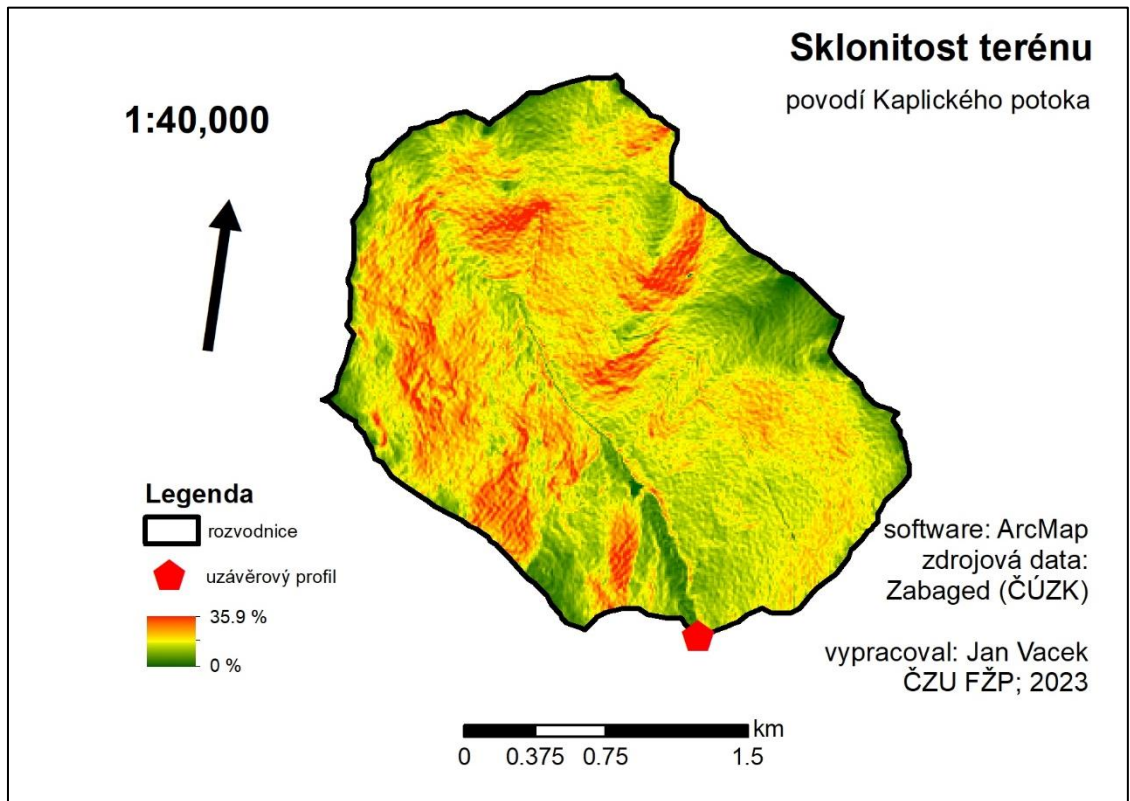 Sklonitost terénu
povodí Kaplického potoka
1:40,000
Legenda
rozvodnice
uzávěrový profil
35.9 %
0 %
software: ArcMap
zdrojová data:
Zabaged (ČÚZK)
vypracoval: Jan Vacek
ČZU FŽP; 2023
km
0 0.375 0.75 1.5